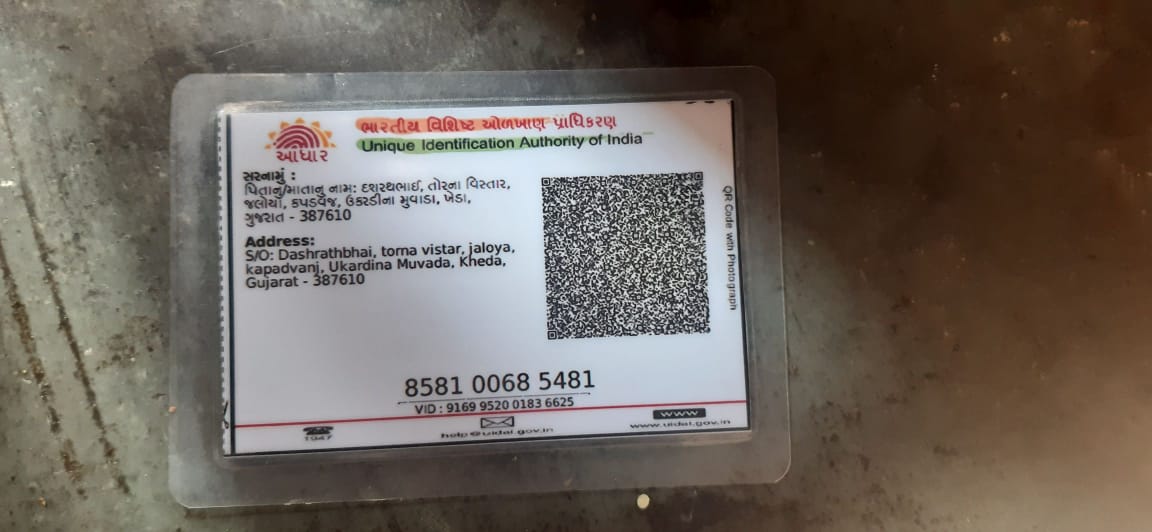 ભારતીય વિશિષ્ટ ઓળખાણ પ્રાધિકરણ
Unique Identification Authority of India
આધાર
સરનામું :
પિતાનું/માતાનુ નામ: દશરથભાઈ, તોરના વિસ્તાર,
જલોયા, કપડવંજ, ઉકરડીના મુવાડા, ખેડા,
ગુજરાત - 387610
Address:
S/O: Dashrathbhai, torna vistar, jaloya,
kapadvanj, Ukardina Muvada, Kheda,
Gujarat - 387610
QR Code with Photograph
8581 0068 5481
VID : 9169 9520 0183 6625
1947
help@uidai.gov.in
www
www.uidai.gov.in